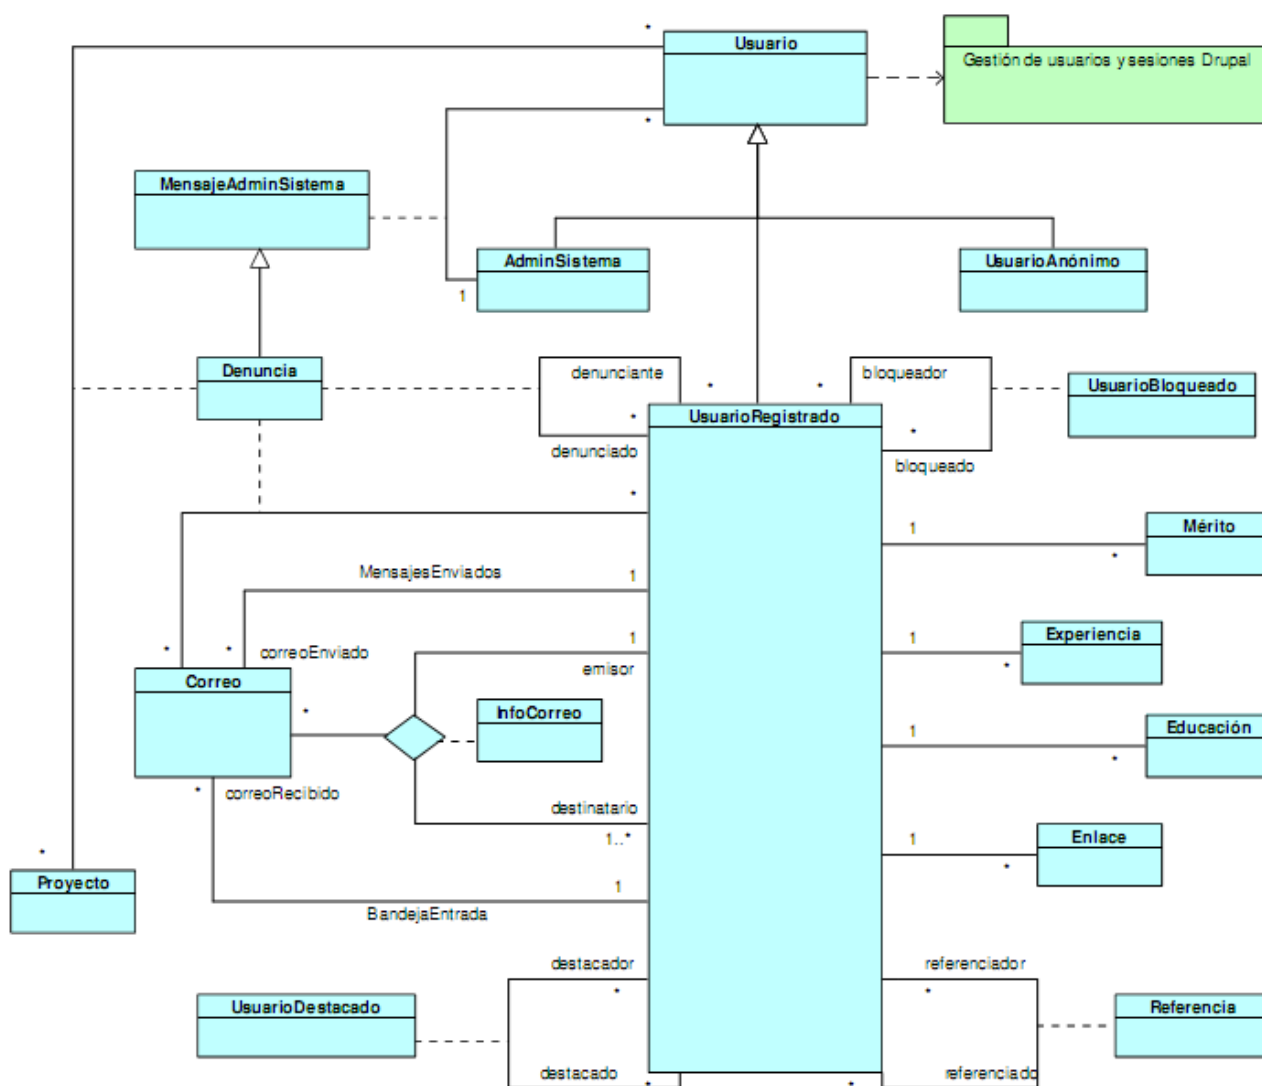 *
Usuario
Gestión de usuarios y sesiones Drupal
*
MensajeAdminSistema
AdminSistema
UsuarioAnónimo
1
Denuncia
denunciante
*
*
bloqueador
UsuarioBloqueado
*
UsuarioRegistrado
*
denunciado
bloqueado
*
1
Mérito
*
MensajesEnviados
1
*
*
correoEnviado
1
emisor
1
Experiencia
*
Correo
*
InfoCorreo
1
Educación
*
*
correoRecibido
destinatario
1..*
1
Enlace
*
*
Proyecto
1
BandejaEntrada
destacador
*
referenciador
*
UsuarioDestacado
Referencia
destacado
*
*
referenciado